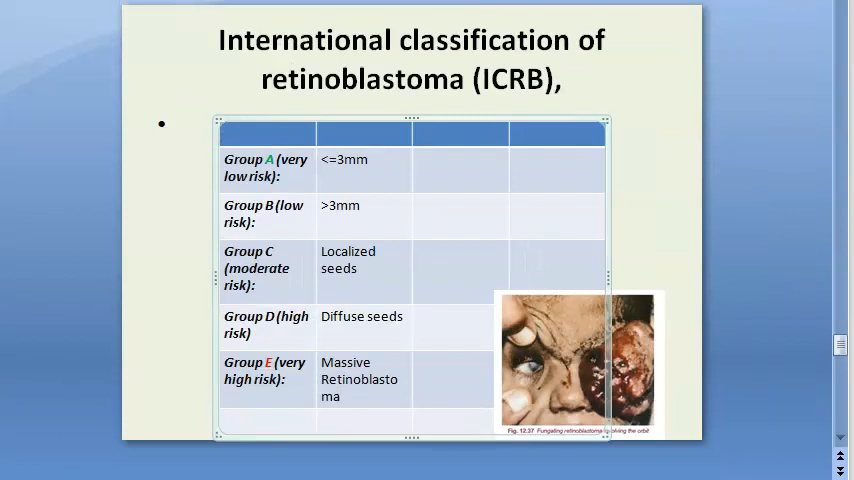 International classification of
retinoblastoma (ICRB),
•
Group A (very
low risk):
<=3mm
Group B (low
risk):
>3mm
Group C
(moderate
risk):
Localized
seeds
Group D (high
risk)
Diffuse seeds
Group E (very
high risk):
Massive
Retinoblasto
ma
Fig. 12.37 Fungating retinoblastoma involving the orbit